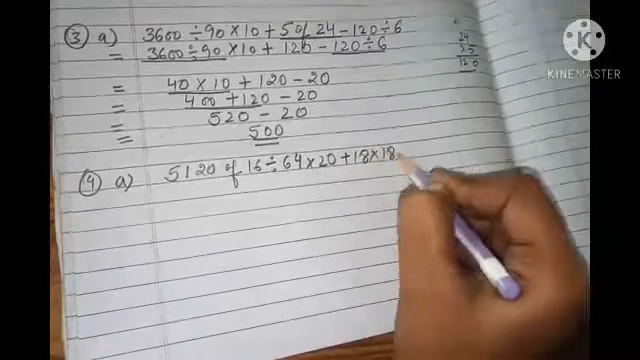 ③ a) 3600 ÷ 90 × 10 + 5 of 24 - 120 ÷ 6
= 3600 ÷ 90 × 10 + 120 - 120 ÷ 6
= 40 × 10 + 120 - 20
= 400 + 120 - 20
= 520 - 20
= 500
④ a) 5120 of 16 ÷ 64 × 20 + 18 × 18
24
×5
120
KINEMASTER